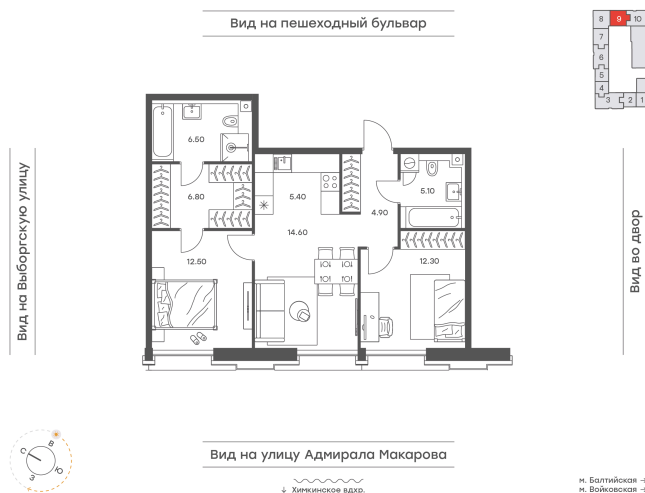 Вид на пешеходный бульвар
8 9 10
7
6
5
4
3 2 1
6.50
6.80
5.40
5.10
4.90
14.60
12.50
12.30
Вид на Выборгскую улицу
Вид во двор
С В
З Ю
Вид на улицу Адмирала Макарова
↓ Химкинское вдхр.
м. Балтийская
м. Войковская